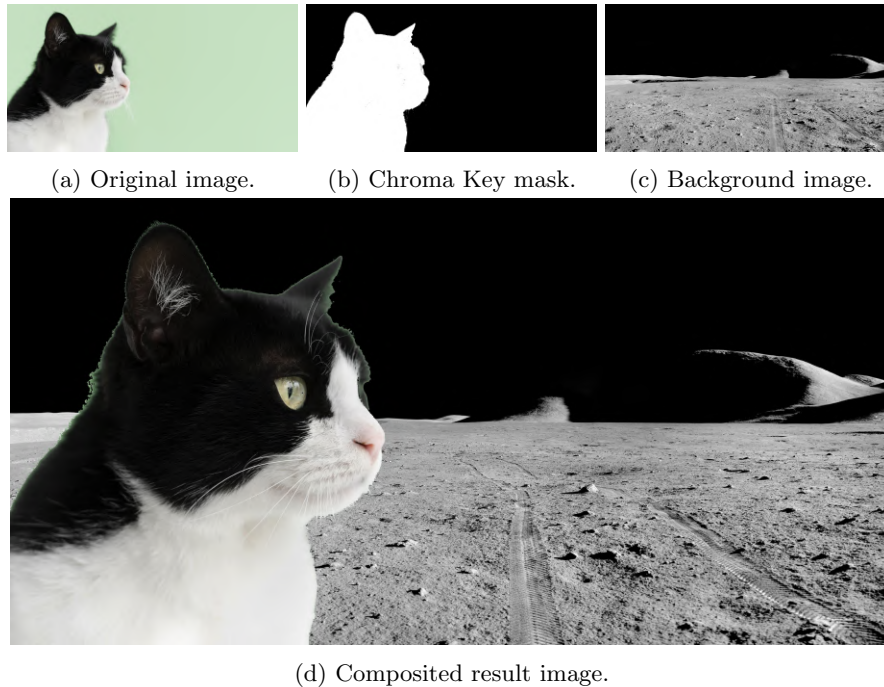 (a) Original image.
(b) Chroma Key mask.
(c) Background image.
(d) Composited result image.